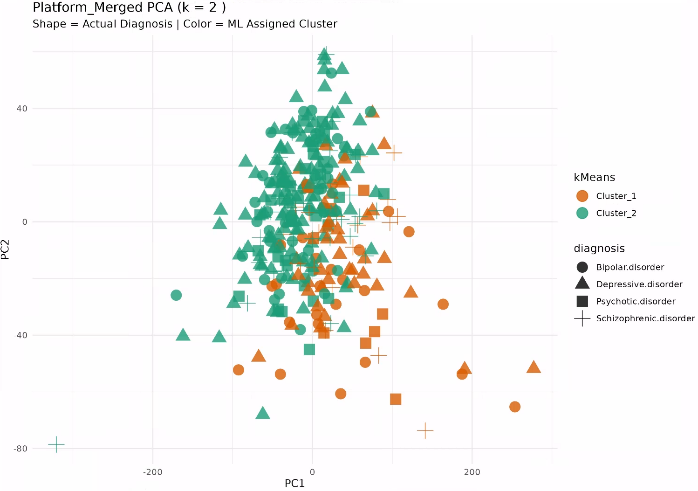 Platform_Merged PCA (k = 2 )
Shape = Actual Diagnosis | Color = ML Assigned Cluster
PC2
40
0
40
-80
-200
0
200
PC1
kMeans
Cluster_1
Cluster_2
diagnosis
Bipolar.disorder
Depressive.disorder
Psychotic.disorder
Schizophrenic.disorder